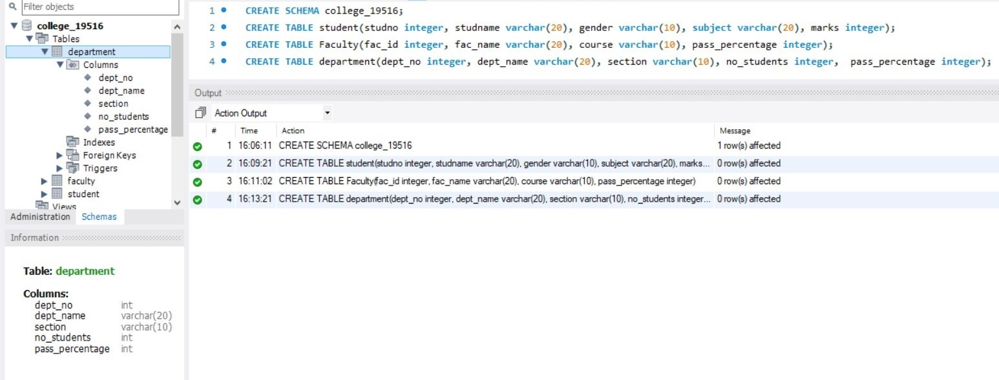 Filter objects
college_19516
Tables
department
Columns
dept_no
dept_name
section
no_students
pass_percentage
Indexes
Foreign Keys
Triggers
faculty
student
Views
Administration Schemas
Information
Table: department
Columns:
dept_no int
dept_name varchar(20)
section varchar(10)
no_students int
pass_percentage int
1 CREATE SCHEMA college_19516;
2 CREATE TABLE student(studno integer, studname varchar(20), gender varchar(10), subject varchar(20), marks integer);
3 CREATE TABLE Faculty(fac_id integer, fac_name varchar(20), course varchar(10), pass_percentage integer);
4 CREATE TABLE department(dept_no integer, dept_name varchar(20), section varchar(10), no_students integer, pass_percentage integer);
Output
Action Output
# Time Action Message
1 16:06:11 CREATE SCHEMA college_19516 1 row(s) affected
2 16:09:21 CREATE TABLE student(studno integer, studname varchar(20), gender varchar(10), subject varchar(20), marks... 0 row(s) affected
3 16:11:02 CREATE TABLE Faculty(fac_id integer, fac_name varchar(20), course varchar(10), pass_percentage integer) 0 row(s) affected
4 16:13:21 CREATE TABLE department(dept_no integer, dept_name varchar(20), section varchar(10), no_students integer... 0 row(s) affected